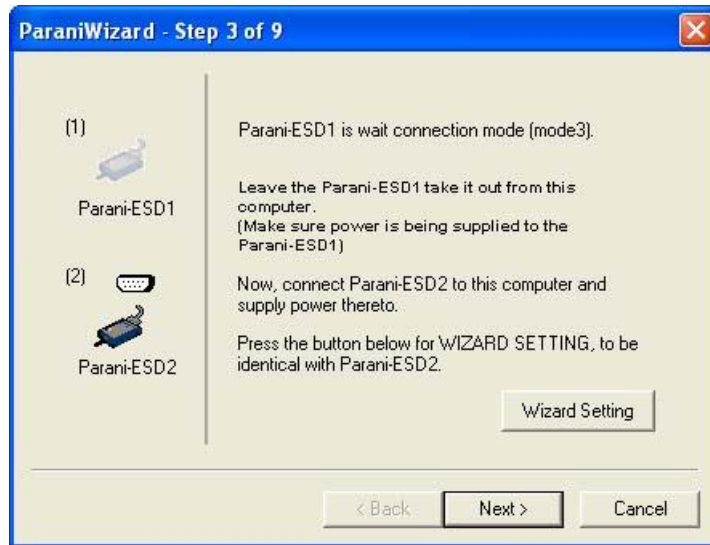 ParaniWizard - Step 3 of 9
(1)
Parani-ESD1
(2)
Parani-ESD2
Parani-ESD1 is wait connection mode (mode3).
Leave the Parani-ESD1 take it out from this
computer.
(Make sure power is being supplied to the
Parani-ESD1)
Now, connect Parani-ESD2 to this computer and
supply power thereto.
Press the button below for WIZARD SETTING, to be
identical with Parani-ESD2.
Wizard Setting
< Back
Next >
Cancel